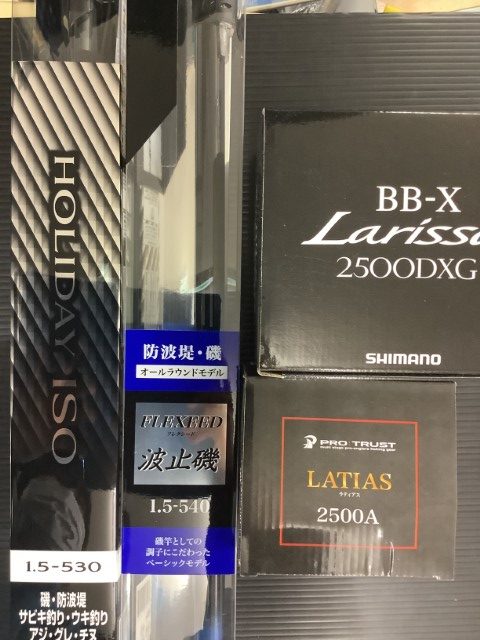 HOLIDAY ISO
1.5-530
磯・防波堤
サビキ釣り・ウキ釣り
アジ・グレ・チヌ
防波堤・磯
オールラウンドモデル
FLEXEED
フレクシード
波止磯
1.5-540
磯竿としての
調子にこだわった
ベーシックモデル
BB-X
Larissa
2500DXG
SHIMANO
PRO TRUST
LATIAS
ラティアス
2500A